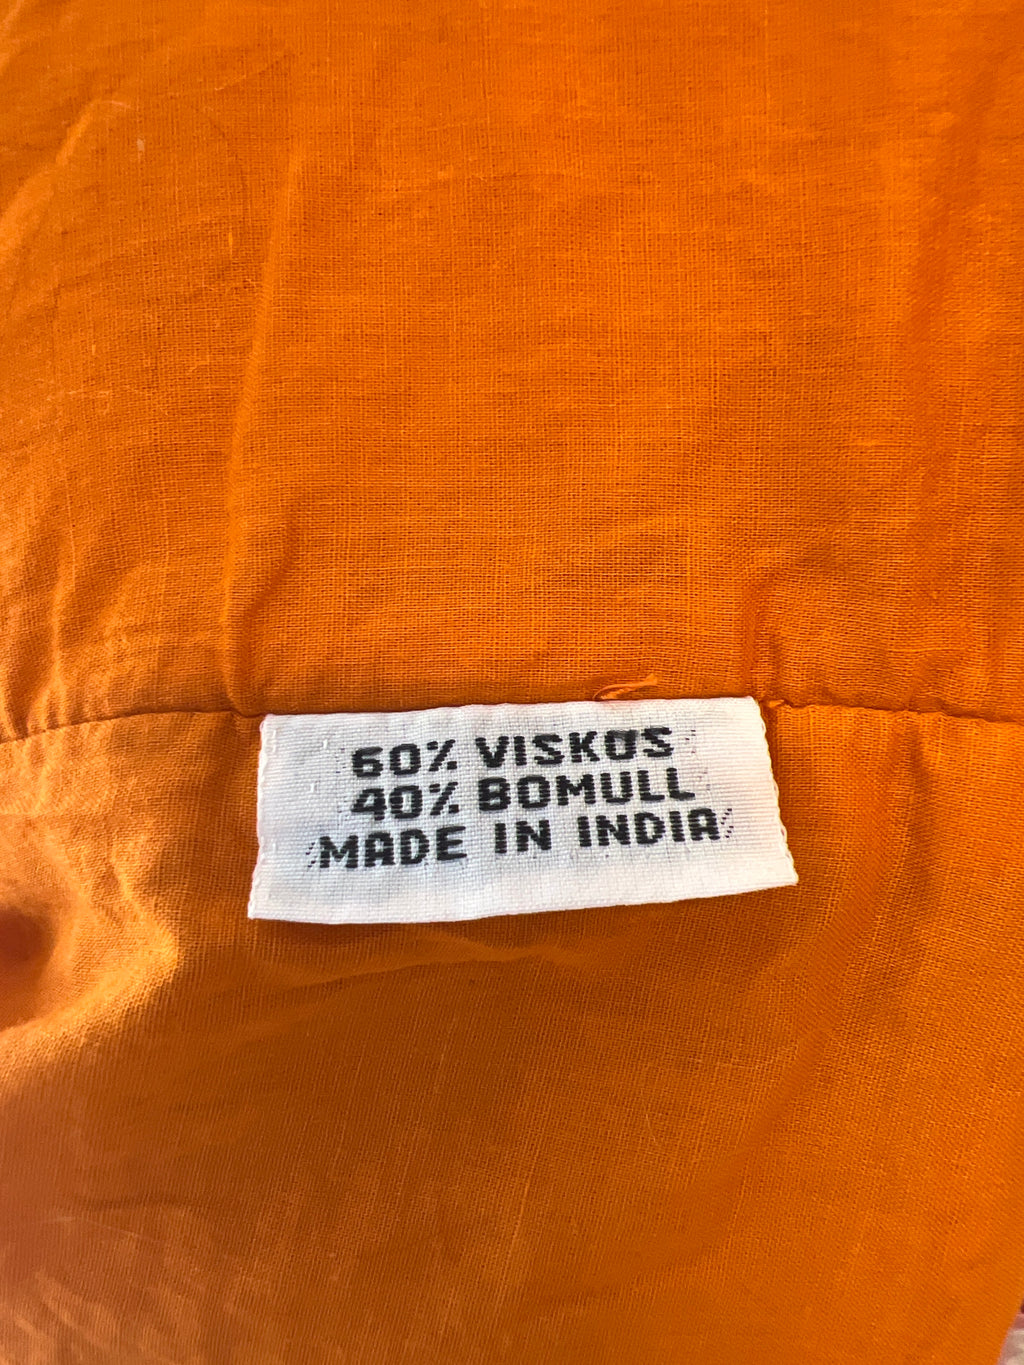 60% VISKOS
40% BOMULL
MADE IN INDIA